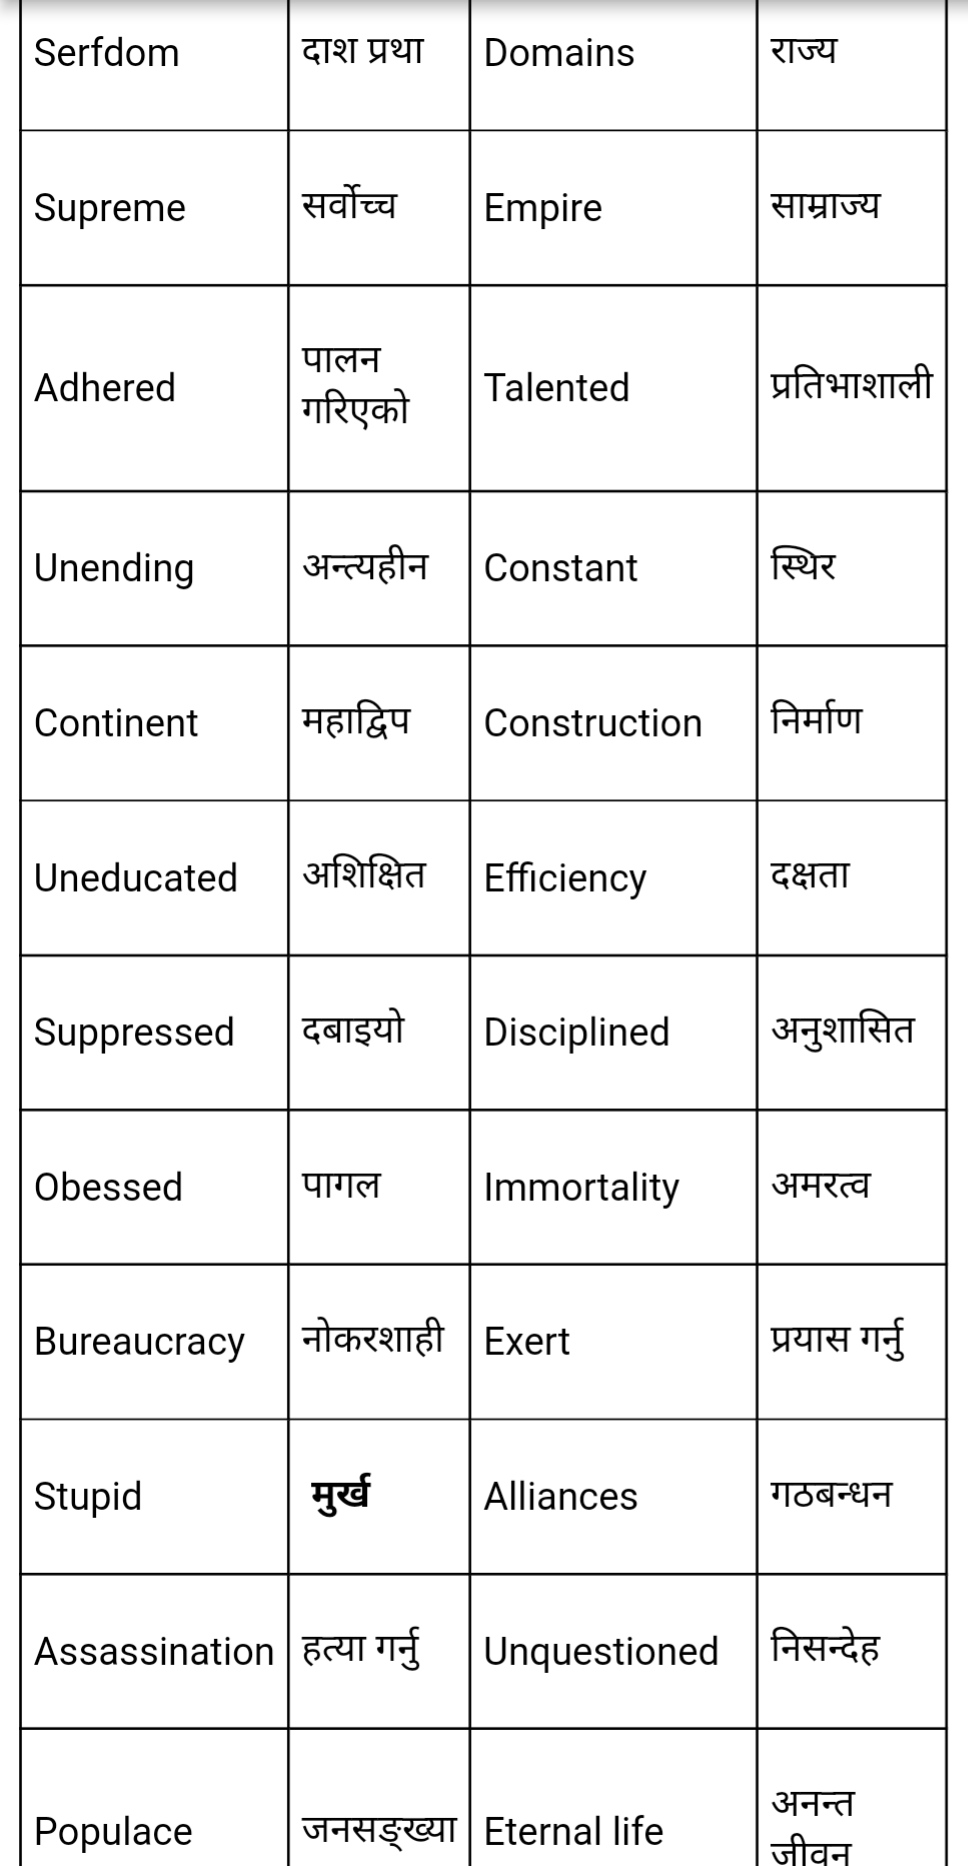 Serfdom दाश प्रथा Domains राज्य
Supreme सर्वोच्च Empire साम्राज्य
Adhered पालन गरिएको Talented प्रतिभाशाली
Unending अन्त्यहीन Constant स्थिर
Continent महाद्विप Construction निर्माण
Uneducated अशिक्षित Efficiency दक्षता
Suppressed दबाइयो Disciplined अनुशासित
Obessed पागल Immortality अमरत्व
Bureaucracy नोकरशाही Exert प्रयास गर्नु
Stupid मुर्ख Alliances गठबन्धन
Assassination हत्या गर्नु Unquestioned निसन्देह
Populace जनसङ्ख्या Eternal life अनन्त जीवन